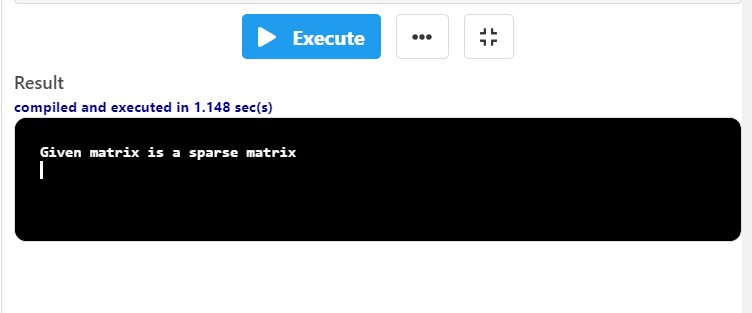 Execute
Result
compiled and executed in 1.148 sec(s)
Given matrix is a sparse matrix